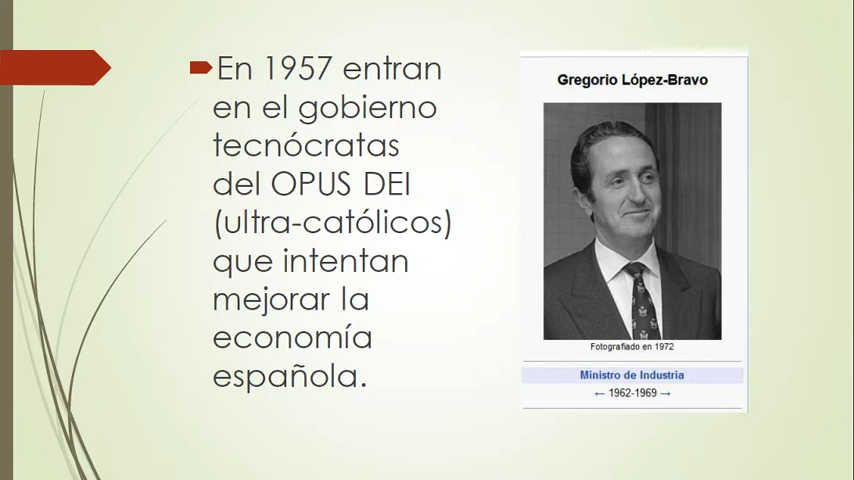 En 1957 entran
en el gobierno
tecnócratas
del OPUS DEI
(ultra-católicos)
que intentan
mejorar la
economía
española.
Gregorio López-Bravo
Fotografiado en 1972
Ministro de Industria
← 1962-1969 →